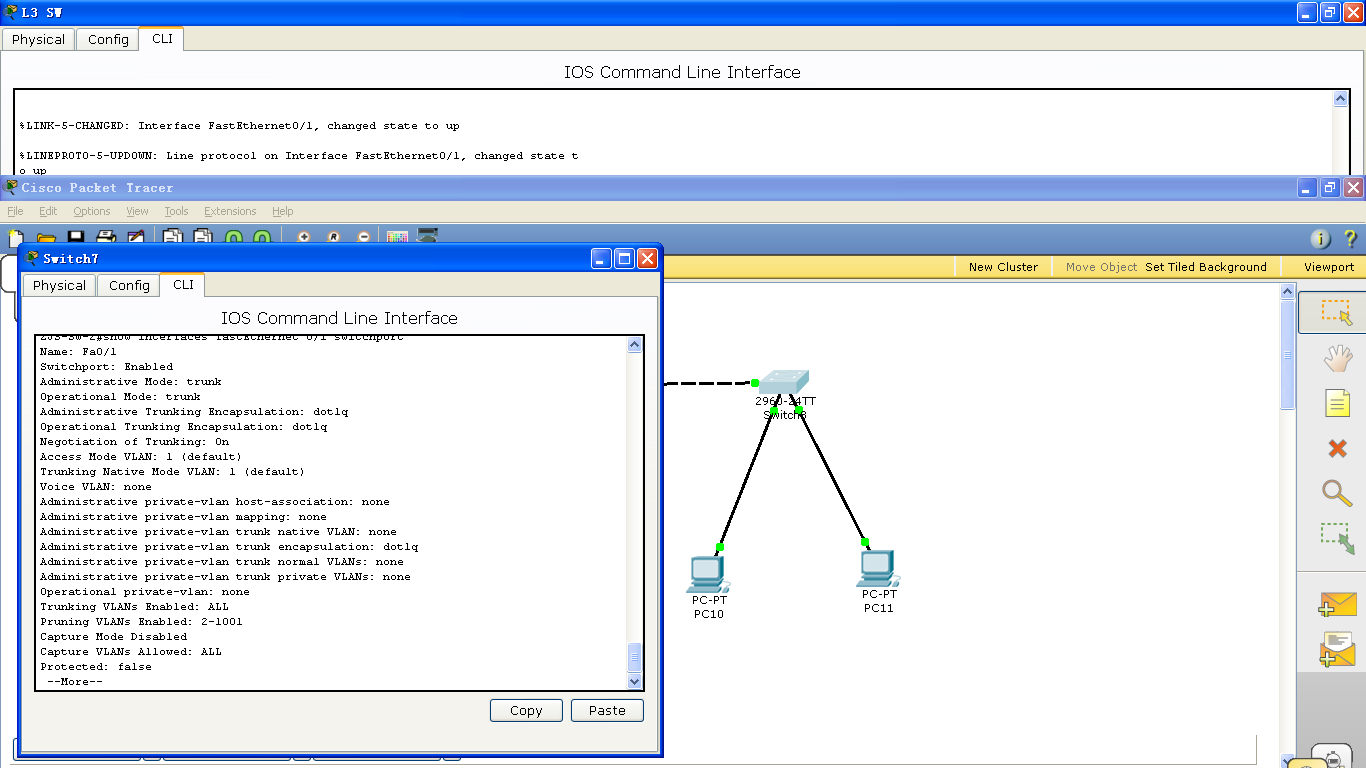 L3 SW
Physical
Config
CLI
IOS Command Line Interface
%LINK-5-CHANGED: Interface FastEthernet0/1, changed state to up
%LINEPROTO-5-UPDOWN: Line protocol on Interface FastEthernet0/1, changed state t
o up
Cisco Packet Tracer
File Edit Options View Tools Extensions Help
New Cluster
Move Object
Set Tiled Background
Viewport
Switch7
Physical
Config
CLI
IOS Command Line Interface
ZJS-SW-2#show interfaces fastEthernet 0/1 switchport
Name: Fa0/1
Switchport: Enabled
Administrative Mode: trunk
Operational Mode: trunk
Administrative Trunking Encapsulation: dot1q
Operational Trunking Encapsulation: dot1q
Negotiation of Trunking: On
Access Mode VLAN: 1 (default)
Trunking Native Mode VLAN: 1 (default)
Voice VLAN: none
Administrative private-vlan host-association: none
Administrative private-vlan mapping: none
Administrative private-vlan trunk native VLAN: none
Administrative private-vlan trunk encapsulation: dot1q
Administrative private-vlan trunk normal VLANs: none
Administrative private-vlan trunk private VLANs: none
Operational private-vlan: none
Trunking VLANs Enabled: ALL
Pruning VLANs Enabled: 2-1001
Capture Mode Disabled
Capture VLANs Allowed: ALL
Protected: false
--More--
Copy
Paste
2960-24TT
Switch8
PC-PT
PC10
PC-PT
PC11